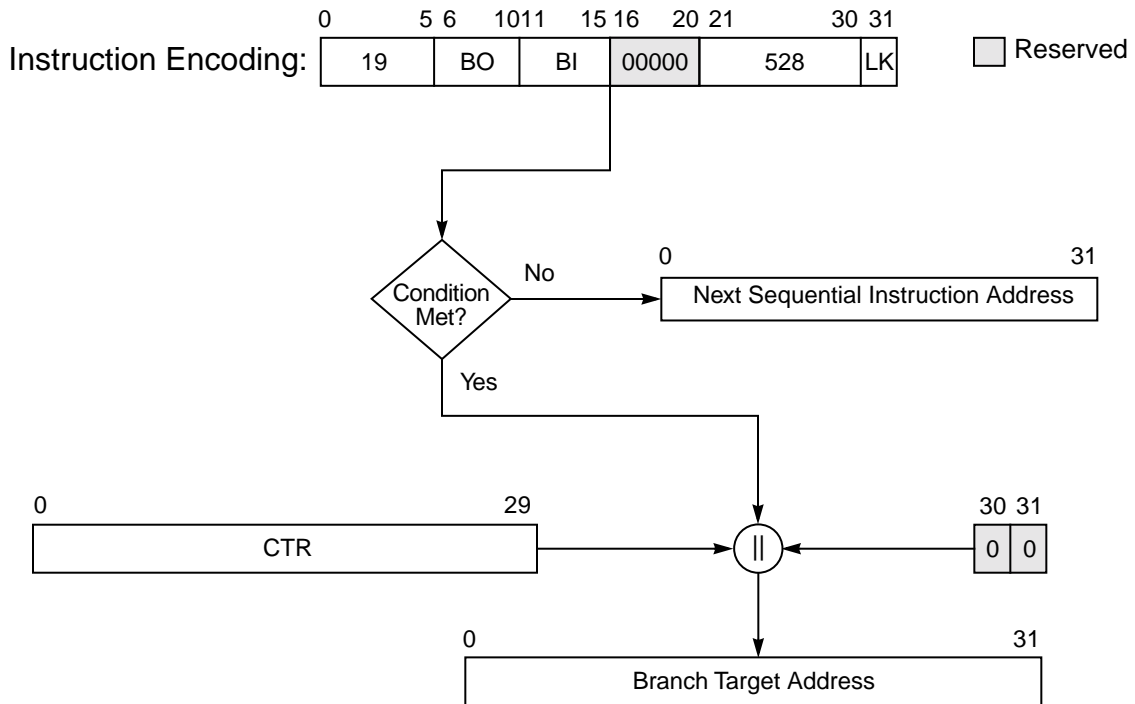 0 5 6 10 11 15 16 20 21 30 31
Instruction Encoding: 19 BO BI 00000 528 LK Reserved
Condition Met?
No
0 31
Next Sequential Instruction Address
Yes
0 29
CTR
||
30 31
0 0
0 31
Branch Target Address